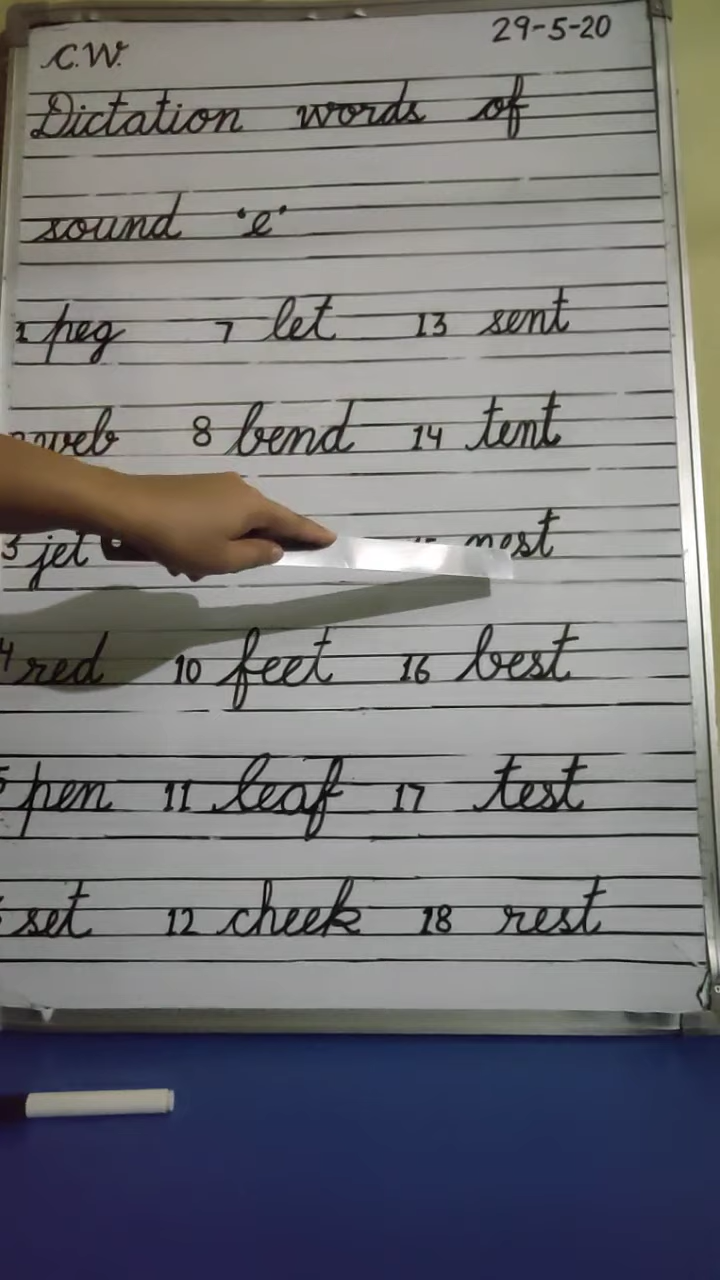 C.W. 29-5-20
Dictation words of
sound 'e'
1 peg 7 let 13 sent
web 8 bend 14 tent
3 jet
4 red 10 feet 16 best
5 pen 11 leaf 17 test
set 12 cheek 18 rest